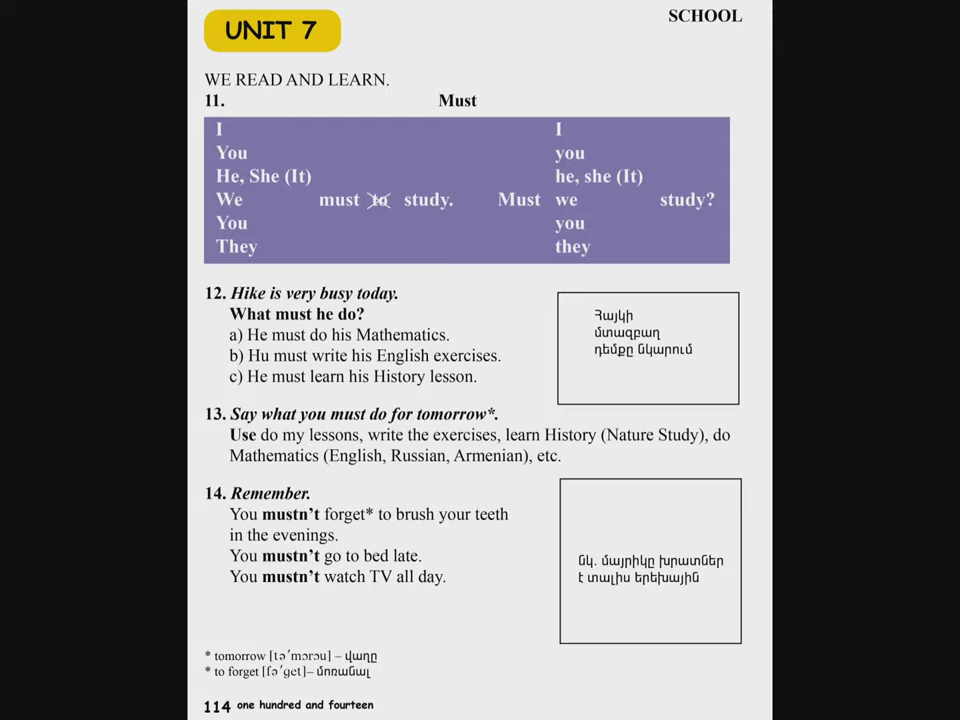 SCHOOL
UNIT 7
WE READ AND LEARN.
11. Must
I I
You you
He, She (It) he, she (It)
We must to study. Must we study?
You you
They they
12. Hike is very busy today.
What must he do?
a) He must do his Mathematics.
b) Hu must write his English exercises.
c) He must learn his History lesson.
Հայկի
մտազբաղ
դեմքը նկարում
13. Say what you must do for tomorrow*.
Use do my lessons, write the exercises, learn History (Nature Study), do
Mathematics (English, Russian, Armenian), etc.
14. Remember.
You mustn't forget* to brush your teeth
in the evenings.
You mustn't go to bed late.
You mustn't watch TV all day.
նկ. մայրիկը խրատներ
է տալիս երեխային
* tomorrow [tə′mɔrəu] – վաղը
* to forget [fə′get]– մոռանալ
114 one hundred and fourteen